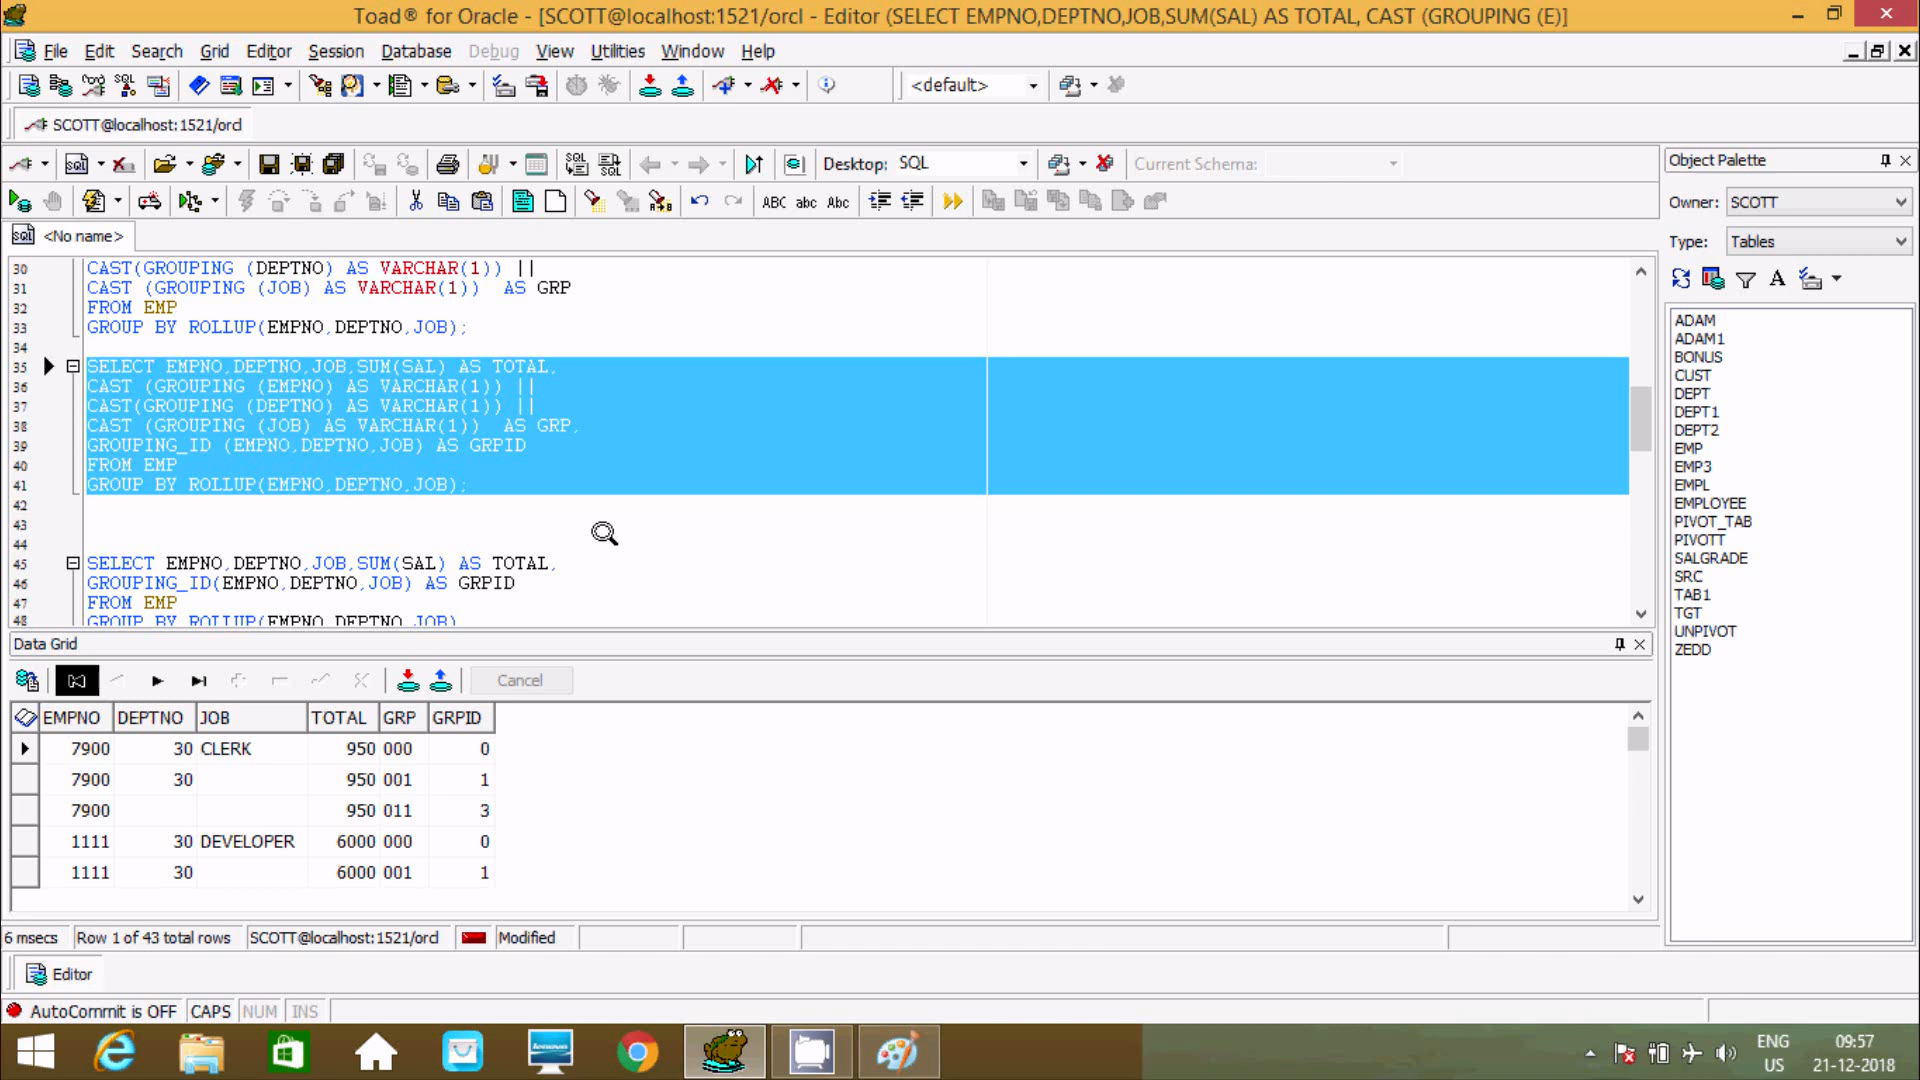 Toad® for Oracle - [SCOTT@localhost:1521/orcl - Editor (SELECT EMPNO,DEPTNO,JOB,SUM(SAL) AS TOTAL, CAST (GROUPING (E)]
File Edit Search Grid Editor Session Database Debug View Utilities Window Help
<default>
SCOTT@localhost:1521/orcl
Desktop: SQL
Current Schema:
ABC abc Abc
<No name>
30 CAST(GROUPING (DEPTNO) AS VARCHAR(1)) ||
31 CAST (GROUPING (JOB) AS VARCHAR(1))  AS GRP
32 FROM EMP
33 GROUP BY ROLLUP(EMPNO,DEPTNO,JOB);
34
35 SELECT EMPNO,DEPTNO,JOB,SUM(SAL) AS TOTAL,
36 CAST (GROUPING (EMPNO) AS VARCHAR(1)) ||
37 CAST(GROUPING (DEPTNO) AS VARCHAR(1)) ||
38 CAST (GROUPING (JOB) AS VARCHAR(1))  AS GRP,
39 GROUPING_ID (EMPNO,DEPTNO,JOB) AS GRPID
40 FROM EMP
41 GROUP BY ROLLUP(EMPNO,DEPTNO,JOB);
42
43
44
45 SELECT EMPNO,DEPTNO,JOB,SUM(SAL) AS TOTAL,
46 GROUPING_ID(EMPNO,DEPTNO,JOB) AS GRPID
47 FROM EMP
48 GROUP BY ROLLUP(EMPNO,DEPTNO,JOB)
Object Palette
Owner: SCOTT
Type: Tables
A
ADAM
ADAM1
BONUS
CUST
DEPT
DEPT1
DEPT2
EMP
EMP3
EMPL
EMPLOYEE
PIVOT_TAB
PIVOTT
SALGRADE
SRC
TAB1
TGT
UNPIVOT
ZEDD
Data Grid
Cancel
EMPNO DEPTNO JOB TOTAL GRP GRPID
7900 30 CLERK 950 000 0
7900 30 950 001 1
7900 950 011 3
1111 30 DEVELOPER 6000 000 0
1111 30 6000 001 1
6 msecs Row 1 of 43 total rows SCOTT@localhost:1521/orcl Modified
Editor
AutoCommit is OFF CAPS NUM INS
ENG 09:57
US 21-12-2018